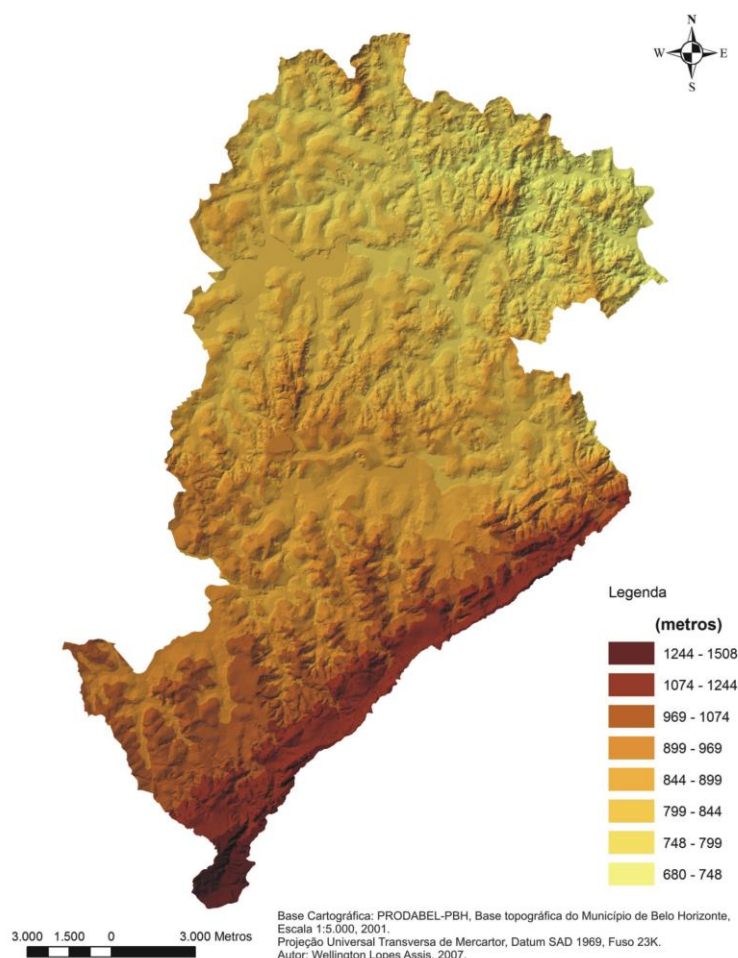 N
W E
S
Legenda
(metros)
1244 - 1508
1074 - 1244
969 - 1074
899 - 969
844 - 899
799 - 844
748 - 799
680 - 748
Base Cartográfica: PRODABEL-PBH, Base topográfica do Município de Belo Horizonte,
Escala 1:5.000, 2001.
Projeção Universal Transversa de Mercartor, Datum SAD 1969, Fuso 23K.
Autor: Wellington Lopes Assis, 2007.
3.000 1.500 0 3.000 Metros